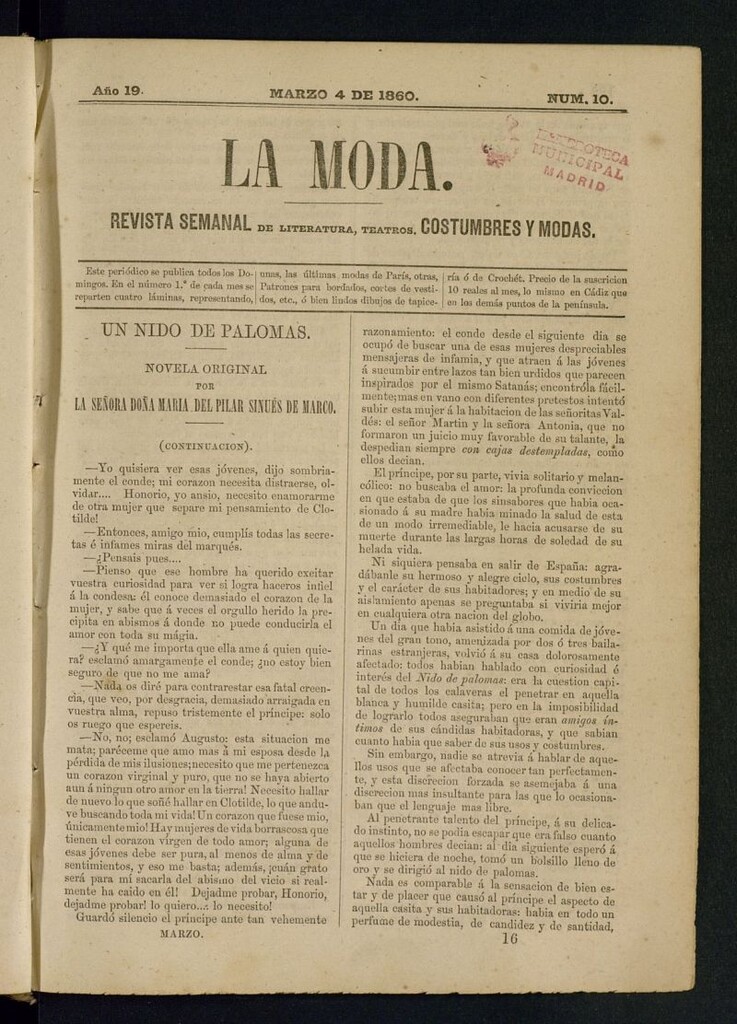 Año 19.
MARZO 4 DE 1860.
NUM. 10.
LA MODA.
BIBLIOTECA
MUNICIPAL
MADRID
REVISTA SEMANAL DE LITERATURA, TEATROS, COSTUMBRES Y MODAS.
Este periódico se publica todos los Do-
mingos. En el número 1.º de cada mes se
reparten cuatro láminas, representando,
unas, las últimas modas de París, otras,
Patrones para bordados, cortes de vesti-
dos, etc., ó bien lindos dibujos de tapice-
ría ó de Crochét. Precio de la suscricion
10 reales al mes, lo mismo en Cádiz que
en los demás puntos de la península.
UN NIDO DE PALOMAS.
NOVELA ORIGINAL
POR
LA SEÑORA DOÑA MARIA DEL PILAR SINUÉS DE MARCO.
(CONTINUACION).
—Yo quisiera ver esas jóvenes, dijo sombria-
mente el conde; mi corazon necesita distraerse, ol-
vidar.... Honorio, yo ansio, necesito enamorarme
de otra mujer que separe mi pensamiento de Clo-
tilde!
—Entonces, amigo mio, cumplís todas las secre-
tas é infames miras del marqués.
—¿Pensais pues....
—Pienso que ese hombre ha querido excitar
vuestra curiosidad para ver si logra haceros infiel
á la condesa: él conoce demasiado el corazon de la
mujer, y sabe que á veces el orgullo herido la pre-
cipita en abismos á donde no puede conducirla el
amor con toda su mágia.
—¿Y qué me importa que ella ame á quien quie-
ra? esclamó amargamente el conde; ¿no estoy bien
seguro de que no me ama?
—Nada os diré para contrarestar esa fatal creen-
cia, que veo, por desgracia, demasiado arraigada en
vuestra alma, repuso tristemente el príncipe: solo
os ruego que espereis.
—No, no; esclamó Augusto: esta situacion me
mata; paréceme que amo mas á mi esposa desde la
pérdida de mis ilusiones; necesito que me pertenezca
un corazon virginal y puro, que no se haya abierto
aun á ningun otro amor en la tierra! Necesito hallar
de nuevo lo que soñé hallar en Clotilde, lo que andu-
ve buscando toda mi vida! Un corazon que fuese mio,
únicamente mio! Hay mujeres de vida borrascosa que
tienen el corazon vírgen de todo amor; alguna de
esas jóvenes debe ser pura, al menos de alma y de
sentimientos, y eso me basta; además, ¡cuán grato
será para mí sacarla del abismo del vicio si real-
mente ha caido en él! Dejadme probar, Honorio,
dejadme probar! lo quiero..: lo necesito!
Guardó silencio el príncipe ante tan vehemente
MARZO.
razonamiento: el conde desde el siguiente dia se
ocupó de buscar una de esas mujeres despreciables
mensajeras de infamia, y que atraen á las jóvenes
á sucumbir entre lazos tan bien urdidos que parecen
inspirados por el mismo Satanás; encontróla fácil-
mente; mas en vano con diferentes pretestos intentó
subir esta mujer á la habitacion de las señoritas Val-
dés: el señor Martin y la señora Antonia, que no
formaron un juicio muy favorable de su talante, la
despedian siempre con cajas destempladas, como
ellos decian.
El príncipe, por su parte, vivia solitario y melan-
cólico: no buscaba el amor: la profunda conviccion
en que estaba de que los sinsabores que habia oca-
sionado á su madre habia minado la salud de esta
de un modo irremediable, le hacia acusarse de su
muerte durante las largas horas de soledad de su
helada vida.
Ni siquiera pensaba en salir de España: agra-
dábanle su hermoso y alegre cielo, sus costumbres
y el carácter de sus habitadores; y en medio de su
aislamiento apenas se preguntaba si viviria mejor
en cualquiera otra nacion del globo.
Un dia que habia asistido á una comida de jóve-
nes del gran tono, amenizada por dos ó tres baila-
rinas estranjeras, volvió á su casa dolorosamente
afectado: todos habian hablado con curiosidad é
interés del Nido de palomas: era la cuestion capi-
tal de todos los calaveras el penetrar en aquella
blanca y humilde casita; pero en la imposibilidad
de lograrlo todos aseguraban que eran amigos ín-
timos de sus cándidas habitadoras, y que sabian
cuanto habia que saber de sus usos y costumbres.
Sin embargo, nadie se atrevia á hablar de aque-
llos usos que se afectaba conocer tan perfectamen-
te, y esta discrecion forzada se asemejaba á una
discrecion mas insultante para las que lo ocasiona-
ban que el lenguaje mas libre.
Al penetrante talento del príncipe, á su delica-
do instinto, no se podia escapar que era falso cuanto
aquellos hombres decian: al dia siguiente esperó á
que se hiciera de noche, tomó un bolsillo lleno de
oro y se dirigió al nido de palomas.
Nada es comparable á la sensacion de bien es-
tar y de placer que causó al príncipe el aspecto de
aquella casita y sus habitadoras: habia en todo un
perfume de modestia, de candidez y de santidad,
16